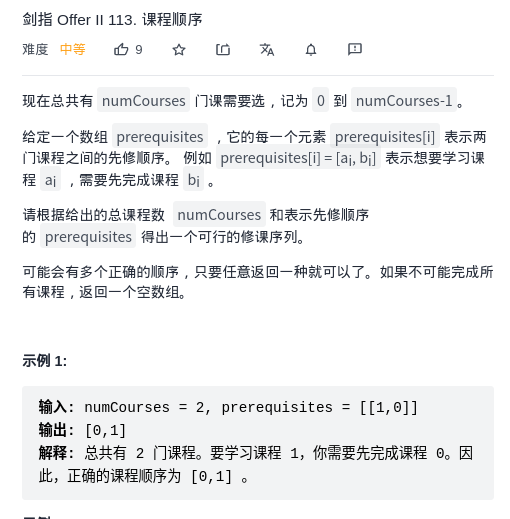 剑指 Offer II 113. 课程顺序
难度 中等 9
现在总共有 numCourses 门课需要选，记为 0 到 numCourses-1。
给定一个数组 prerequisites ，它的每一个元素 prerequisites[i] 表示两
门课程之间的先修顺序。 例如 prerequisites[i] = [ai, bi] 表示想要学习课
程 ai ，需要先完成课程 bi 。
请根据给出的总课程数 numCourses 和表示先修顺序
的 prerequisites 得出一个可行的修课序列。
可能会有多个正确的顺序，只要任意返回一种就可以了。如果不可能完成所
有课程，返回一个空数组。
示例 1:
输入: numCourses = 2, prerequisites = [[1,0]]
输出: [0,1]
解释: 总共有 2 门课程。要学习课程 1，你需要先完成课程 0。因
此，正确的课程顺序为 [0,1] 。